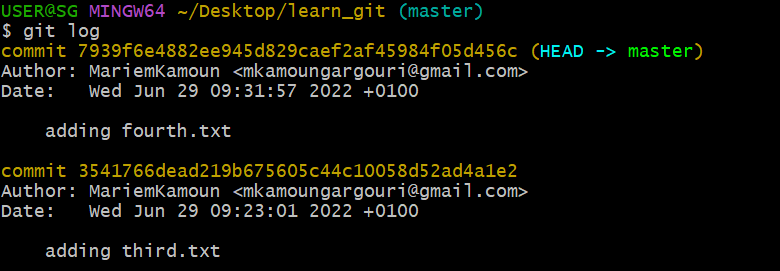 USER@SG MINGW64 ~/Desktop/learn_git (master)
$ git log
commit 7939f6e4882ee945d829caef2af45984f05d456c (HEAD -> master)
Author: MariemKamoun <mkamoungargouri@gmail.com>
Date:   Wed Jun 29 09:31:57 2022 +0100

    adding fourth.txt

commit 3541766dead219b675605c44c10058d52ad4a1e2
Author: MariemKamoun <mkamoungargouri@gmail.com>
Date:   Wed Jun 29 09:23:01 2022 +0100

    adding third.txt